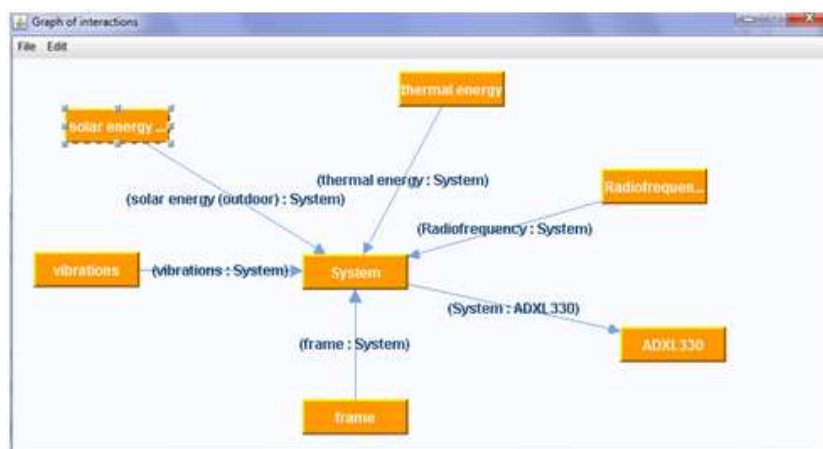 Graph of interactions
File Edit
thermal energy
solar energy ...
(thermal energy : System)
Radiofrequen...
(solar energy (outdoor) : System)
(Radiofrequency : System)
vibrations
(vibrations : System)
System
(System : ADXL330)
(frame : System)
ADXL330
frame